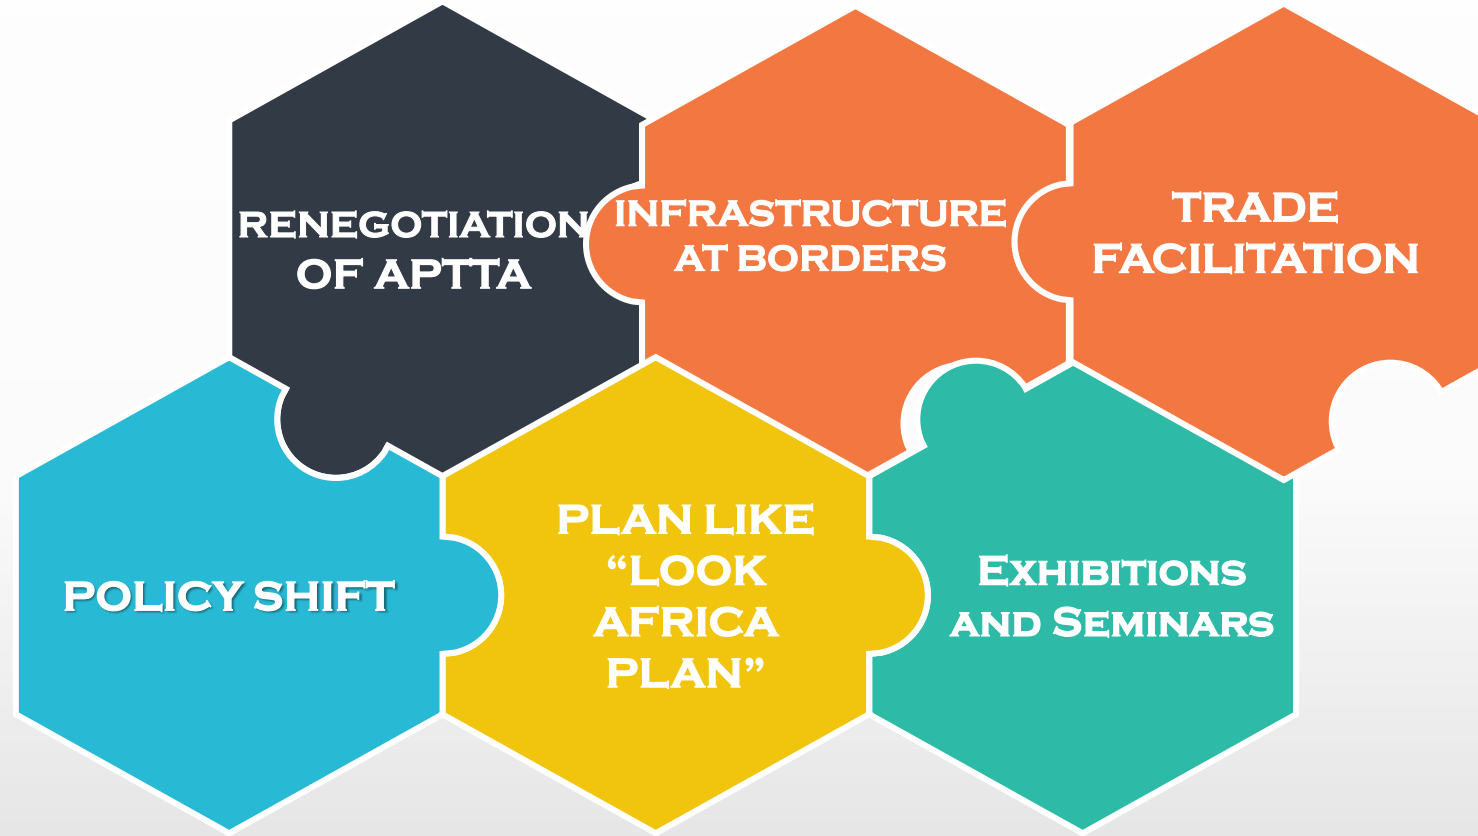 RENEGOTIATION
OF APTTA
INFRASTRUCTURE
AT BORDERS
TRADE
FACILITATION
POLICY SHIFT
PLAN LIKE
“LOOK
AFRICA
PLAN”
EXHIBITIONS
AND SEMINARS